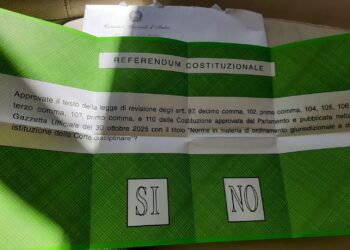 REFERENDUM COSTITUZIONALE
Approvate il testo della legge di revisione degli artt. 87, decimo comma, 102, primo comma, 104, 105, 106,
terzo comma, 107, primo comma, e 110 della Costituzione approvata dal Parlamento e pubblicata nella
Gazzetta Ufficiale del 30 ottobre 2025 con il titolo "Norme in materia di ordinamento giurisdizionale e di
istituzione della Corte disciplinare"?
SI NO